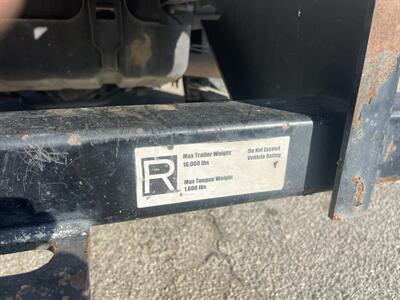 R
Max Trailer Weight
16,000 lbs
Max Tongue Weight
1,600 lbs
Do Not Exceed
Vehicle Rating